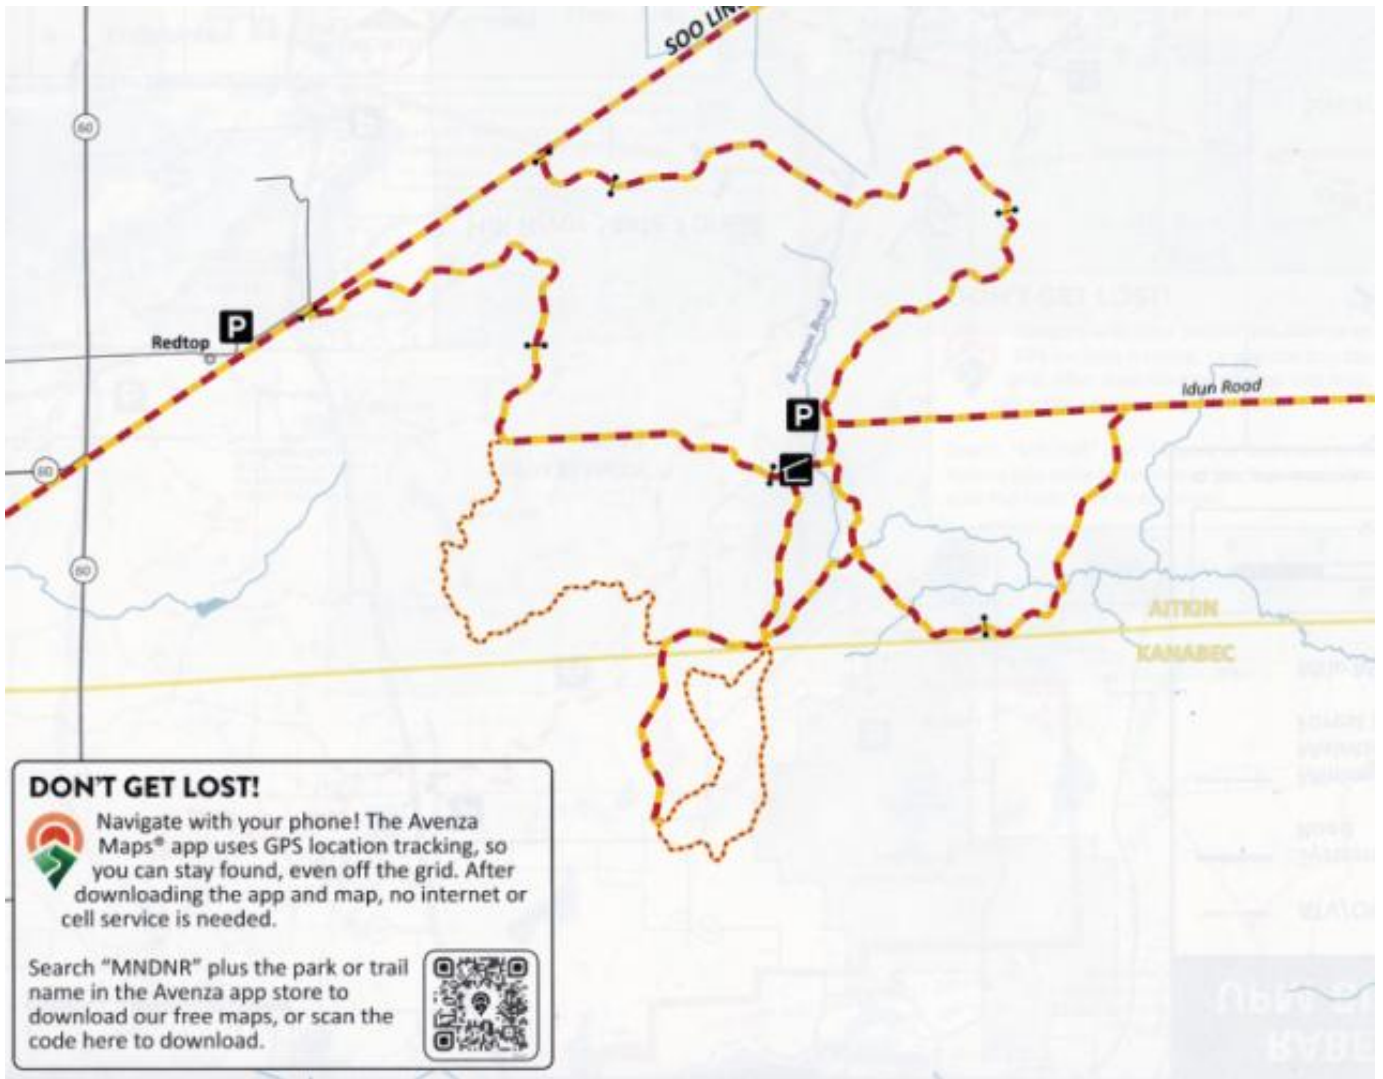 SOO LINE
60
Redtop
P
Idun Road
P
60
60
AITKIN
KANABEC
DON'T GET LOST!
Navigate with your phone! The Avenza
Maps® app uses GPS location tracking, so
you can stay found, even off the grid. After
downloading the app and map, no internet or
cell service is needed.
Search “MNDNR” plus the park or trail
name in the Avenza app store to
download our free maps, or scan the
code here to download.